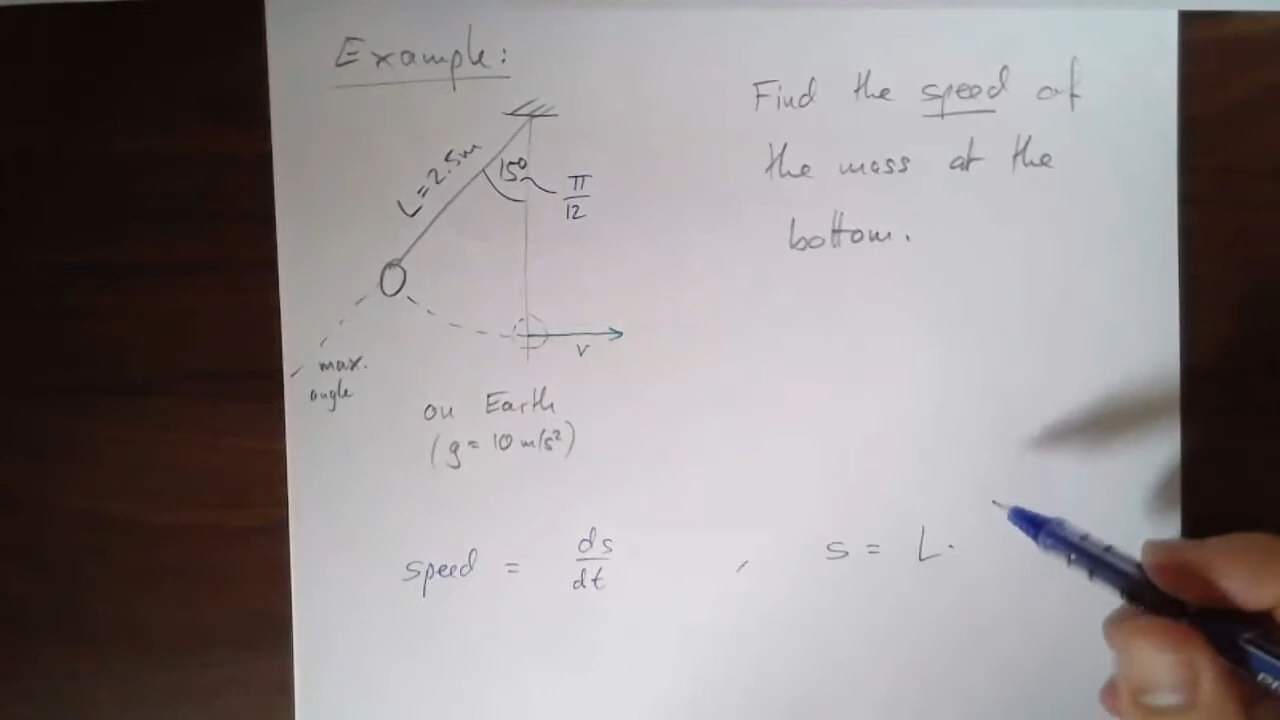 Example:
L=2.5m
15°
π/12
max.
angle
v
on Earth
(g = 10 m/s²)
Find the speed of
the mass at the
bottom.
speed = ds/dt , s = L·